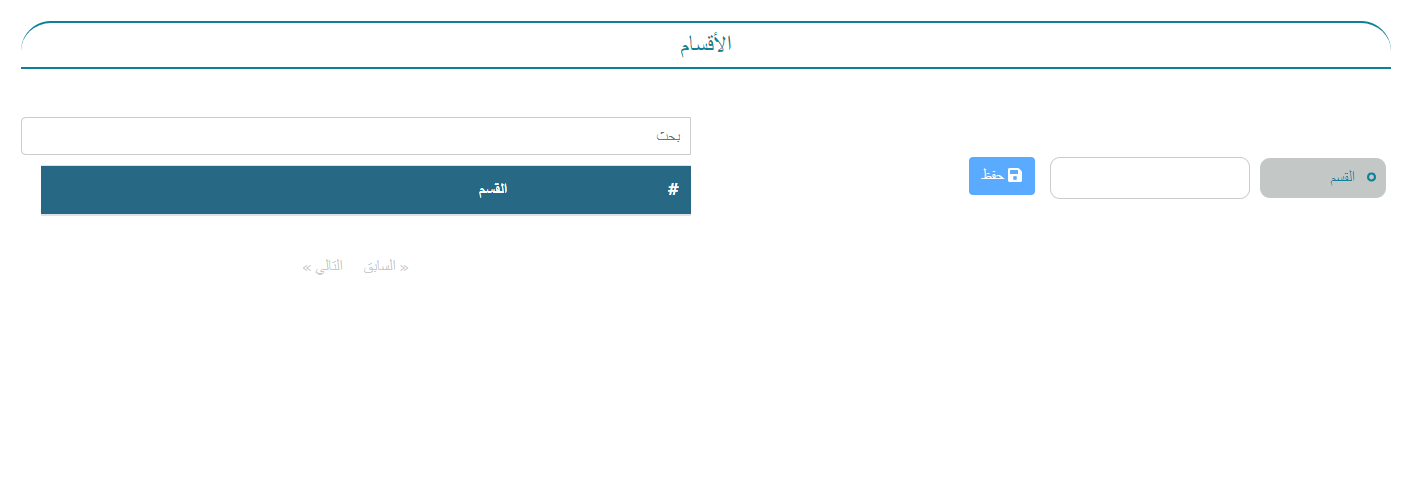 الأقسام
القسم
حفظ
بحث
# القسم
« السابق التالي »